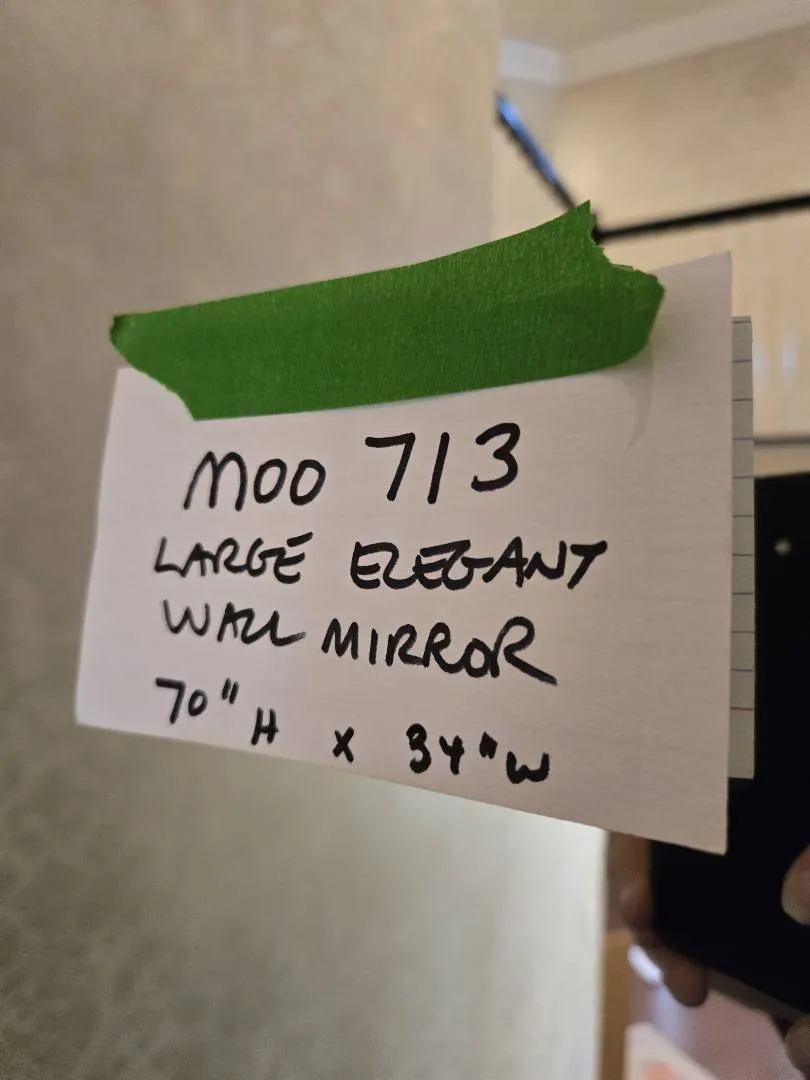 MOO 713
LARGE ELEGANT
WALL MIRROR
70" H x 34" W